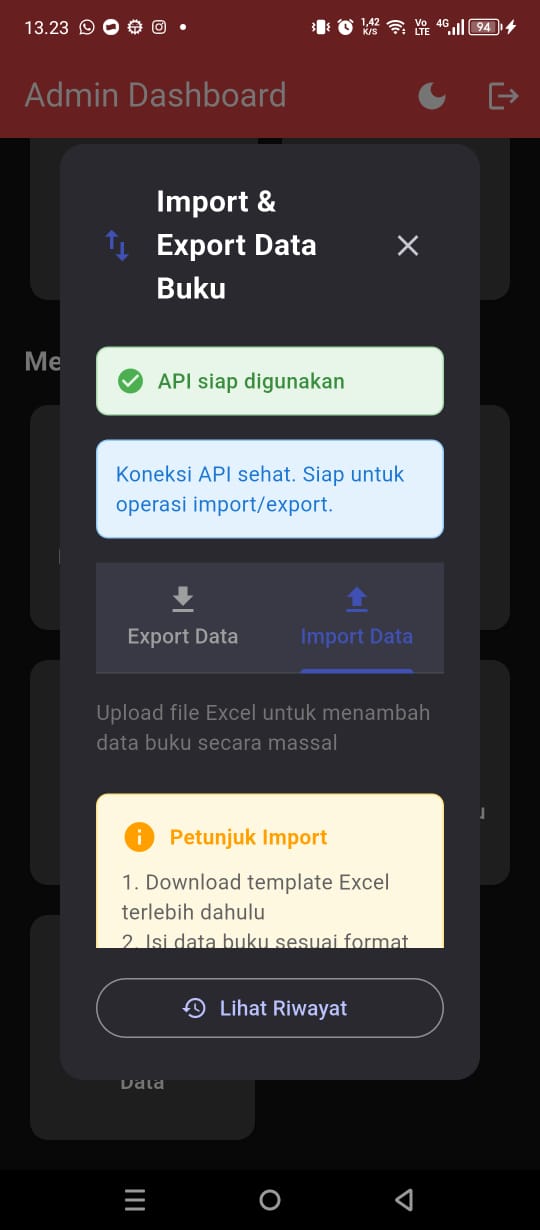 13.23
1,42
K/S
Vo
LTE
4G
94
Admin Dashboard
Import &
Export Data
Buku
Me
API siap digunakan
Koneksi API sehat. Siap untuk
operasi import/export.
Export Data
Import Data
Upload file Excel untuk menambah
data buku secara massal
Petunjuk Import
1. Download template Excel
terlebih dahulu
2. Isi data buku sesuai format
Lihat Riwayat
Data